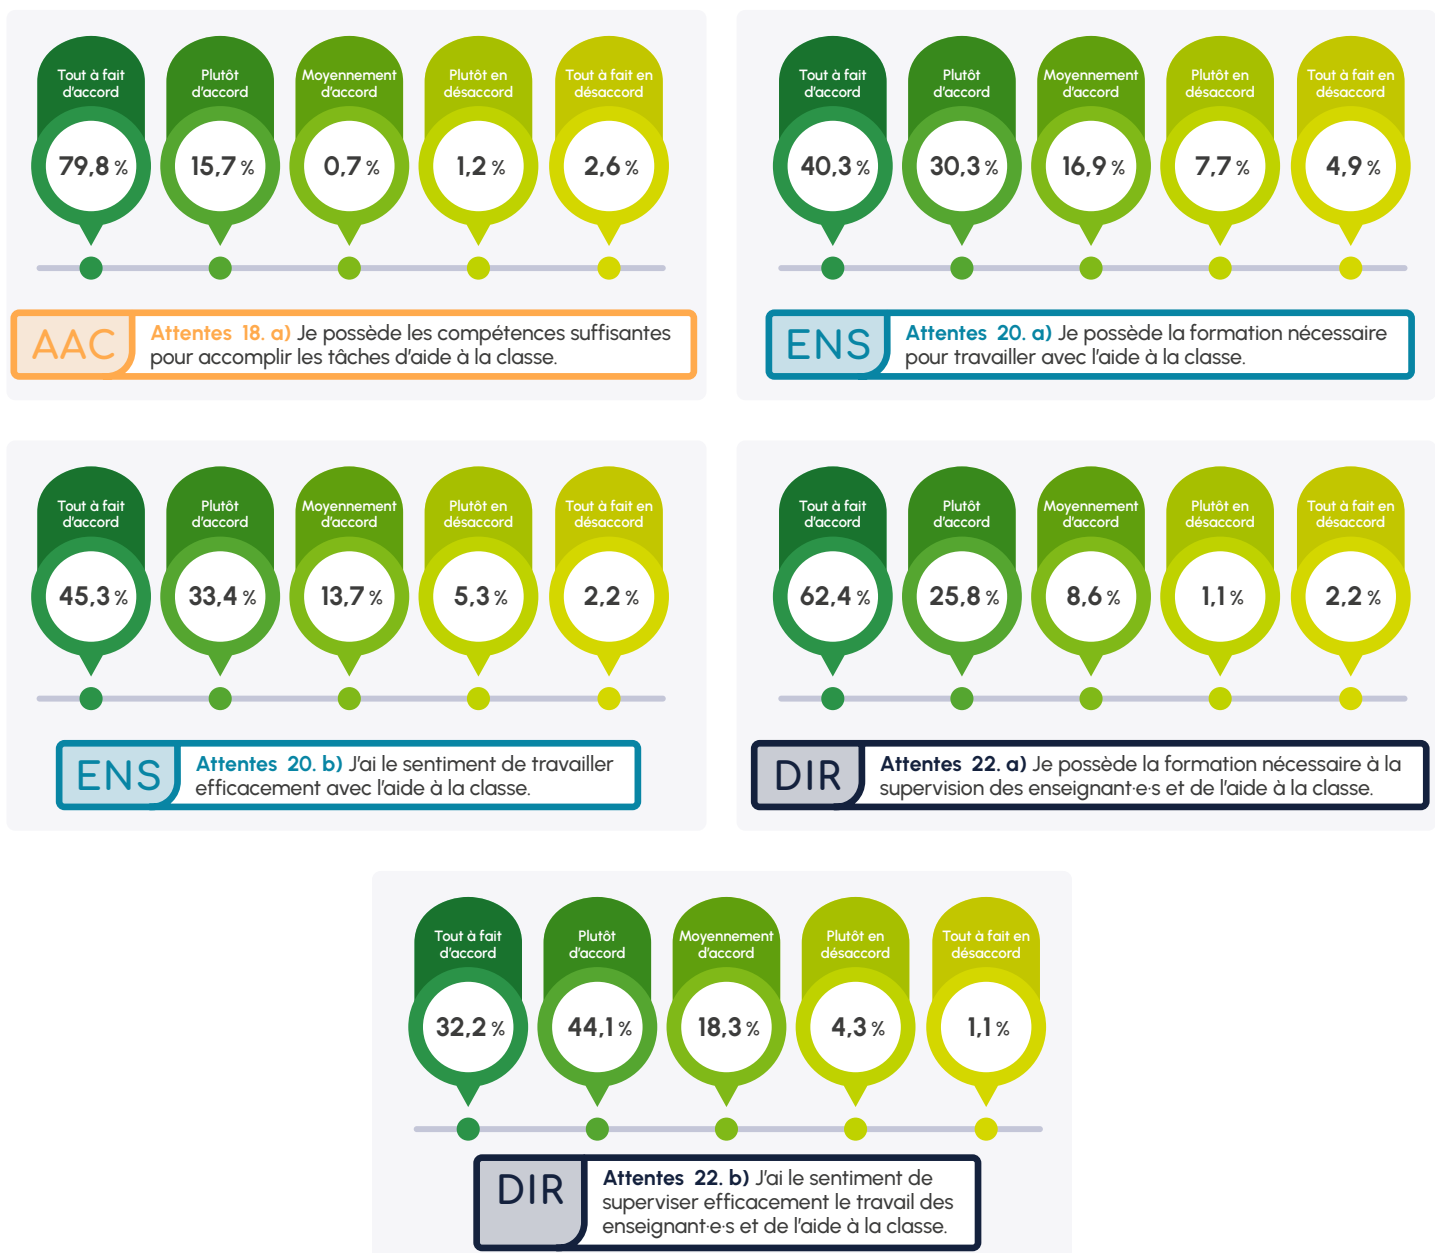 Tout à fait
d'accord
Plutôt
d'accord
Moyennement
d'accord
Plutôt en
désaccord
Tout à fait en
désaccord
79,8 %
15,7 %
0,7 %
1,2 %
2,6 %
AAC
Attentes 18. a) Je possède les compétences suffisantes
pour accomplir les tâches d'aide à la classe.
Tout à fait
d'accord
Plutôt
d'accord
Moyennement
d'accord
Plutôt en
désaccord
Tout à fait en
désaccord
40,3 %
30,3 %
16,9 %
7,7 %
4,9 %
ENS
Attentes 20. a) Je possède la formation nécessaire
pour travailler avec l'aide à la classe.
Tout à fait
d'accord
Plutôt
d'accord
Moyennement
d'accord
Plutôt en
désaccord
Tout à fait en
désaccord
45,3 %
33,4 %
13,7 %
5,3 %
2,2 %
ENS
Attentes 20. b) J'ai le sentiment de travailler
efficacement avec l'aide à la classe.
Tout à fait
d'accord
Plutôt
d'accord
Moyennement
d'accord
Plutôt en
désaccord
Tout à fait en
désaccord
62,4 %
25,8 %
8,6 %
1,1 %
2,2 %
DIR
Attentes 22. a) Je possède la formation nécessaire à la
supervision des enseignant·e·s et de l'aide à la classe.
Tout à fait
d'accord
Plutôt
d'accord
Moyennement
d'accord
Plutôt en
désaccord
Tout à fait en
désaccord
32,2 %
44,1 %
18,3 %
4,3 %
1,1 %
DIR
Attentes 22. b) J'ai le sentiment de
superviser efficacement le travail des
enseignant·e·s et de l'aide à la classe.